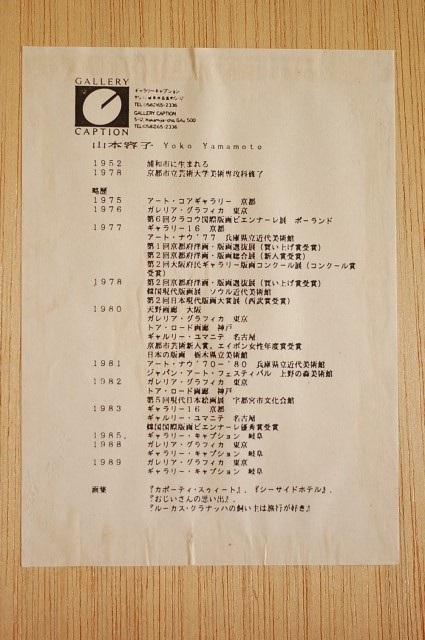 GALLERY
CAPTION
ギャラリーキャプション
TEL(0582)65-2336
GALLERY CAPTION
TEL(0582)65-2336
山本容子 Yoko Yamamoto
1952 浦和市に生まれる
1978 京都市立芸術大学美術専攻科修了
略歴
1975 アート・コアギャラリー 京都
1976 ガレリア・グラフィカ 東京
第6回クラコウ国際版画ビエンナーレ展 ポーランド
1977 ギャラリー16 京都
アート・ナウ'77 兵庫県立近代美術館
第1回京都府洋画・版画選抜展(買い上げ賞受賞)
第2回京都府洋画・版画総合展(新人賞受賞)
第2回大阪府民ギャラリー版画コンクール展(コンクール賞
受賞)
1978 第2回京都府洋画・版画選抜展(買い上げ賞受賞)
韓国現代版画展 ソウル近代美術館
第2回日本現代版画大賞展(西武賞受賞)
1980 天野画廊 大阪
ガレリア・グラフィカ 東京
トア・ロード画廊 神戸
ギャルリー・ユマニテ 名古屋
京都市芸術新人賞、エイボン女性年度賞受賞
日本の版画 栃木県立美術館
1981 アート・ナウ'70-'80 兵庫県立近代美術館
ジャパン・アート・フェスティバル 上野の森美術館
1982 ガレリア・グラフィカ 東京
トア・ロード画廊 神戸
第5回現代日本絵画展 宇都宮市文化会館
1983 ギャラリー16 京都
ギャルリー・ユマニテ 名古屋
韓国国際版画ビエンナーレ優秀賞受賞
1985、 ギャラリー・キャプション 岐阜
1988 ガレリア・グラフィカ 東京
ギャラリー・キャプション 岐阜
1989 ガレリア・グラフィカ 東京
ギャラリー・キャプション 岐阜
画集 『カポーティ・スウィート』、『シーサイドホテル』、
『おじいさんの思い出』、
『ルーカス・クラナッハの飼い主は旅行が好き』